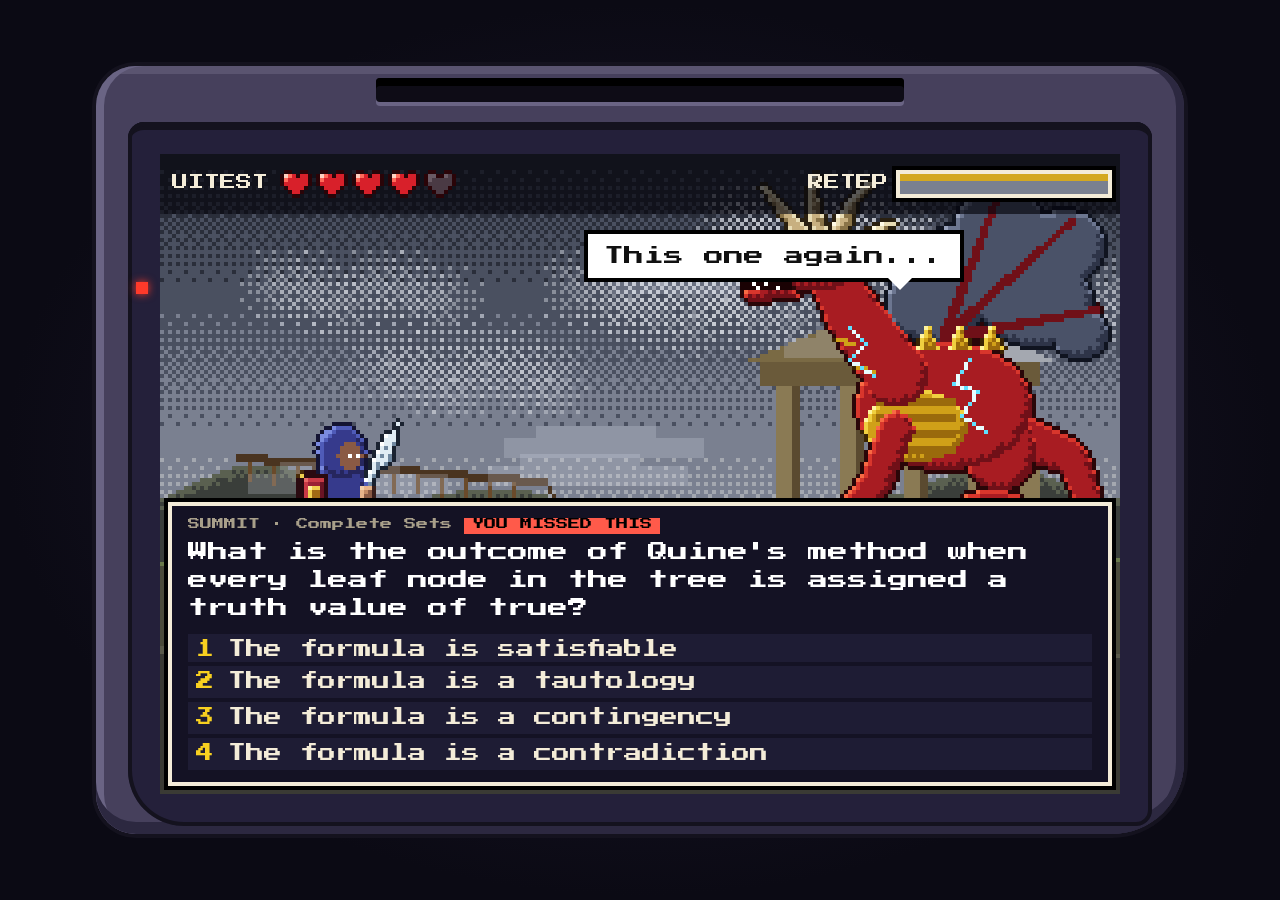 UITEST
RETEP
This one again...
SUMMIT · Complete Sets YOU MISSED THIS
What is the outcome of Quine's method when
every leaf node in the tree is assigned a
truth value of true?
1 The formula is satisfiable
2 The formula is a tautology
3 The formula is a contingency
4 The formula is a contradiction